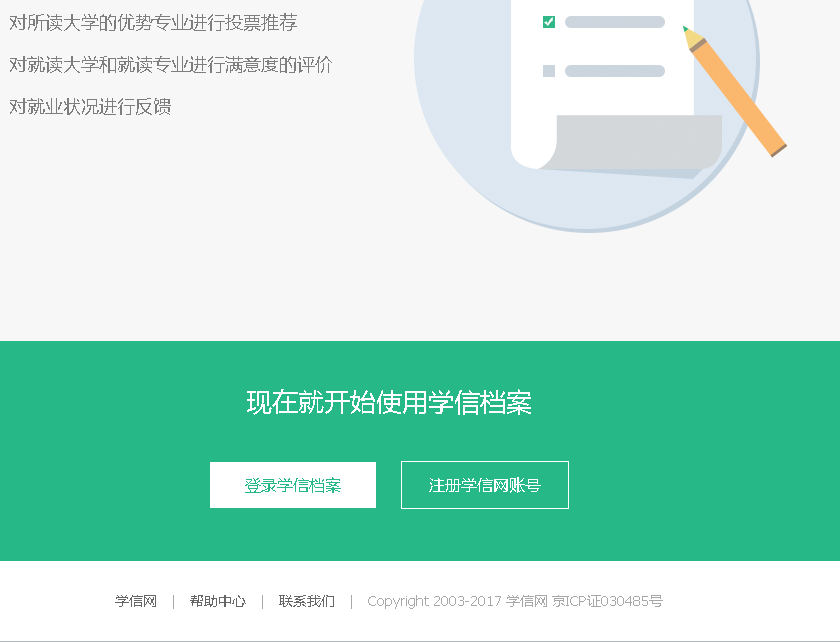 对所读大学的优势专业进行投票推荐
对就读大学和就读专业进行满意度的评价
对就业状况进行反馈
现在就开始使用学信档案
登录学信档案 注册学信网账号
学信网 | 帮助中心 | 联系我们 | Copyright 2003-2017 学信网 京ICP证030485号